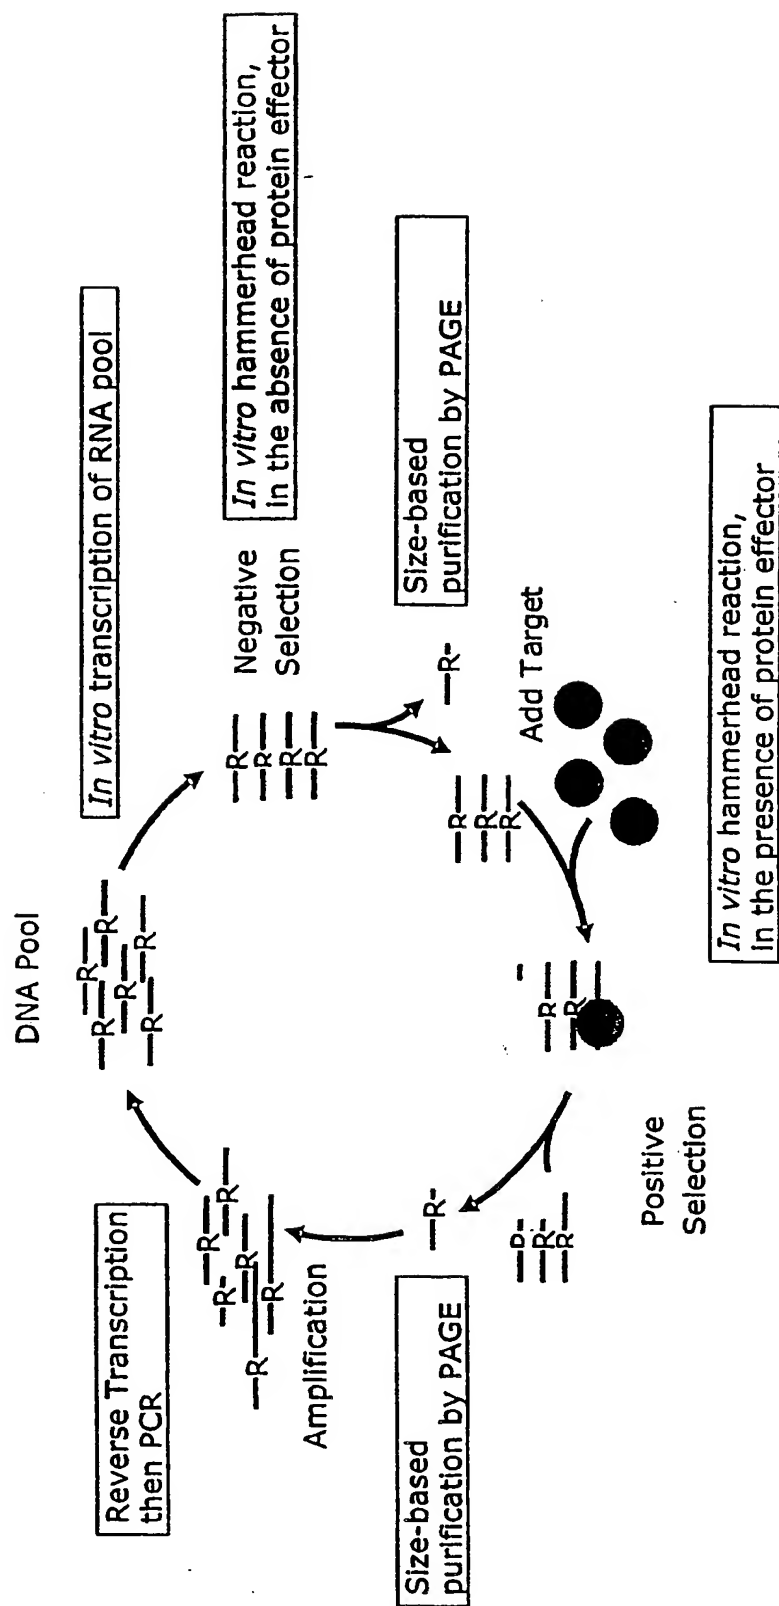 DNA Pool
In vitro transcription of RNA pool
In vitro hammerhead reaction,
in the absence of protein effector
Negative
Selection
-R-
-R-
-R-
-R-
Size-based
purification by PAGE
-R-
-R-
-R-
-R-
Add Target
In vitro hammerhead reaction,
in the presence of protein effector
-R-
-R-
Positive
Selection
-R-
-R-
Size-based
purification by PAGE
-R-
Amplification
-R-
-R-
-R-
-R-
-R-
-R-
Reverse Transcription
then PCR
-R-
-R-
-R-
-R-
-R-
-R-